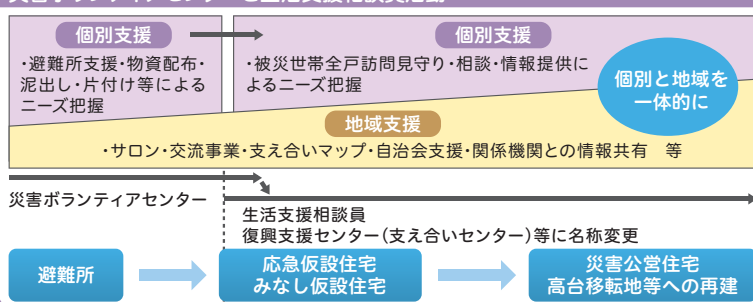 個別支援
・避難所支援・物資配布・
泥出し・片付け等による
ニーズ把握
個別支援
・被災世帯全戸訪問見守り・相談・情報提供に
よるニーズ把握
個別と地域を
一体的に
地域支援
・サロン・交流事業・支え合いマップ・自治会支援・関係機関との情報共有　等
災害ボランティアセンター
生活支援相談員
復興支援センター(支え合いセンター)等に名称変更
避難所
応急仮設住宅
みなし仮設住宅
災害公営住宅
高台移転地等への再建